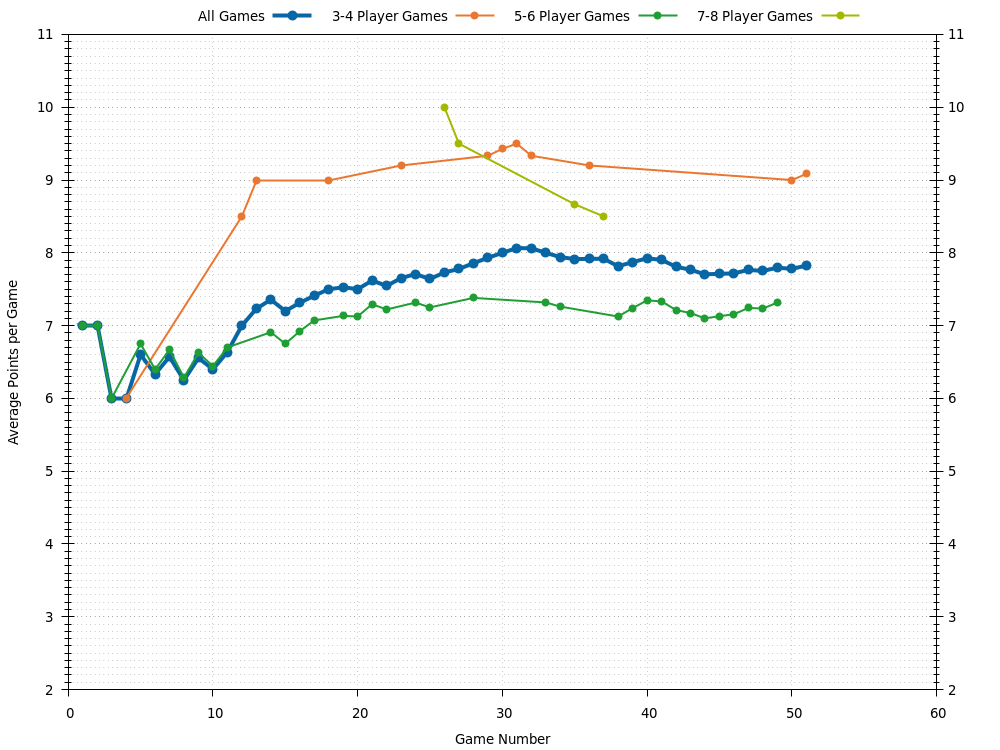 All Games 3-4 Player Games 5-6 Player Games 7-8 Player Games
11 11
10 10
9 9
8 8
7 7
6 6
5 5
4 4
3 3
2 2
Average Points per Game
0 10 20 30 40 50 60
Game Number